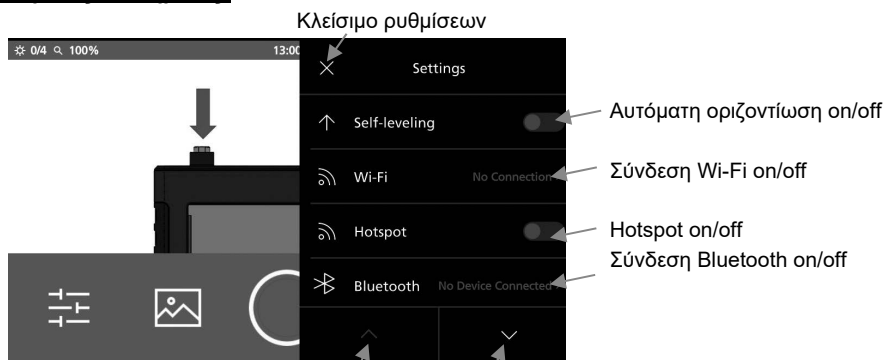 Κλείσιμο ρυθμίσεων
0/4 100% 13:00
Settings
Self-leveling
Αυτόματη οριζοντίωση on/off
Wi-Fi No Connection
Σύνδεση Wi-Fi on/off
Hotspot
Hotspot on/off
Σύνδεση Bluetooth on/off
Bluetooth No Device Connected